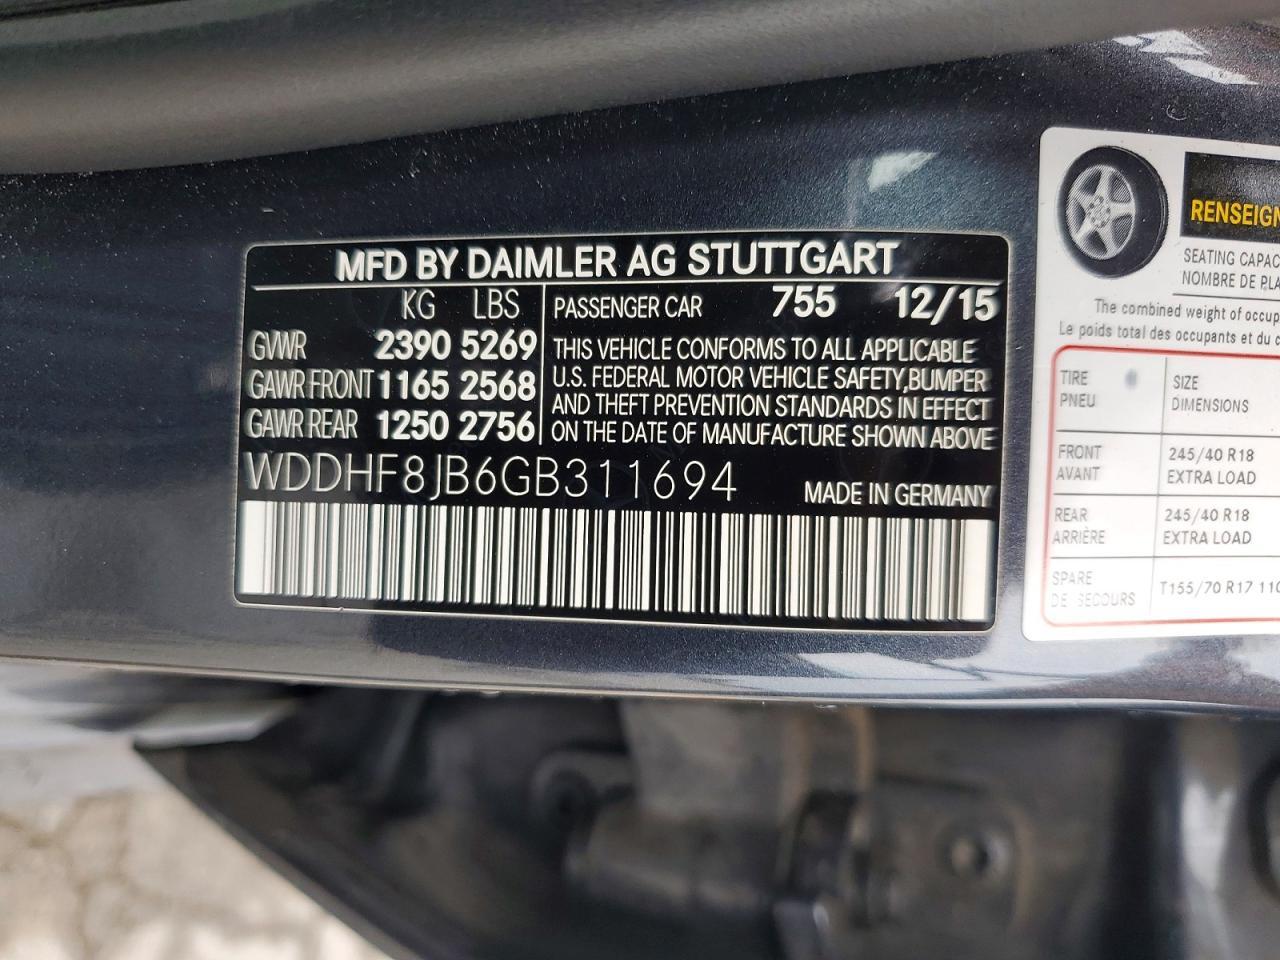 MFD BY DAIMLER AG STUTTGART
KG LBS
GVWR 2390 5269
GAWR FRONT 1165 2568
GAWR REAR 1250 2756
PASSENGER CAR 755 12/15
THIS VEHICLE CONFORMS TO ALL APPLICABLE
U.S. FEDERAL MOTOR VEHICLE SAFETY,BUMPER
AND THEFT PREVENTION STANDARDS IN EFFECT
ON THE DATE OF MANUFACTURE SHOWN ABOVE
WDDHF8JB6GB311694 MADE IN GERMANY
RENSEIGN
SEATING CAPAC
NOMBRE DE PLA
The combined weight of occup
Le poids total des occupants et du c
TIRE
PNEU
SIZE
DIMENSIONS
FRONT
AVANT
245/40 R18
EXTRA LOAD
REAR
ARRIÈRE
245/40 R18
EXTRA LOAD
SPARE
DE SECOURS
T155/70 R17 110